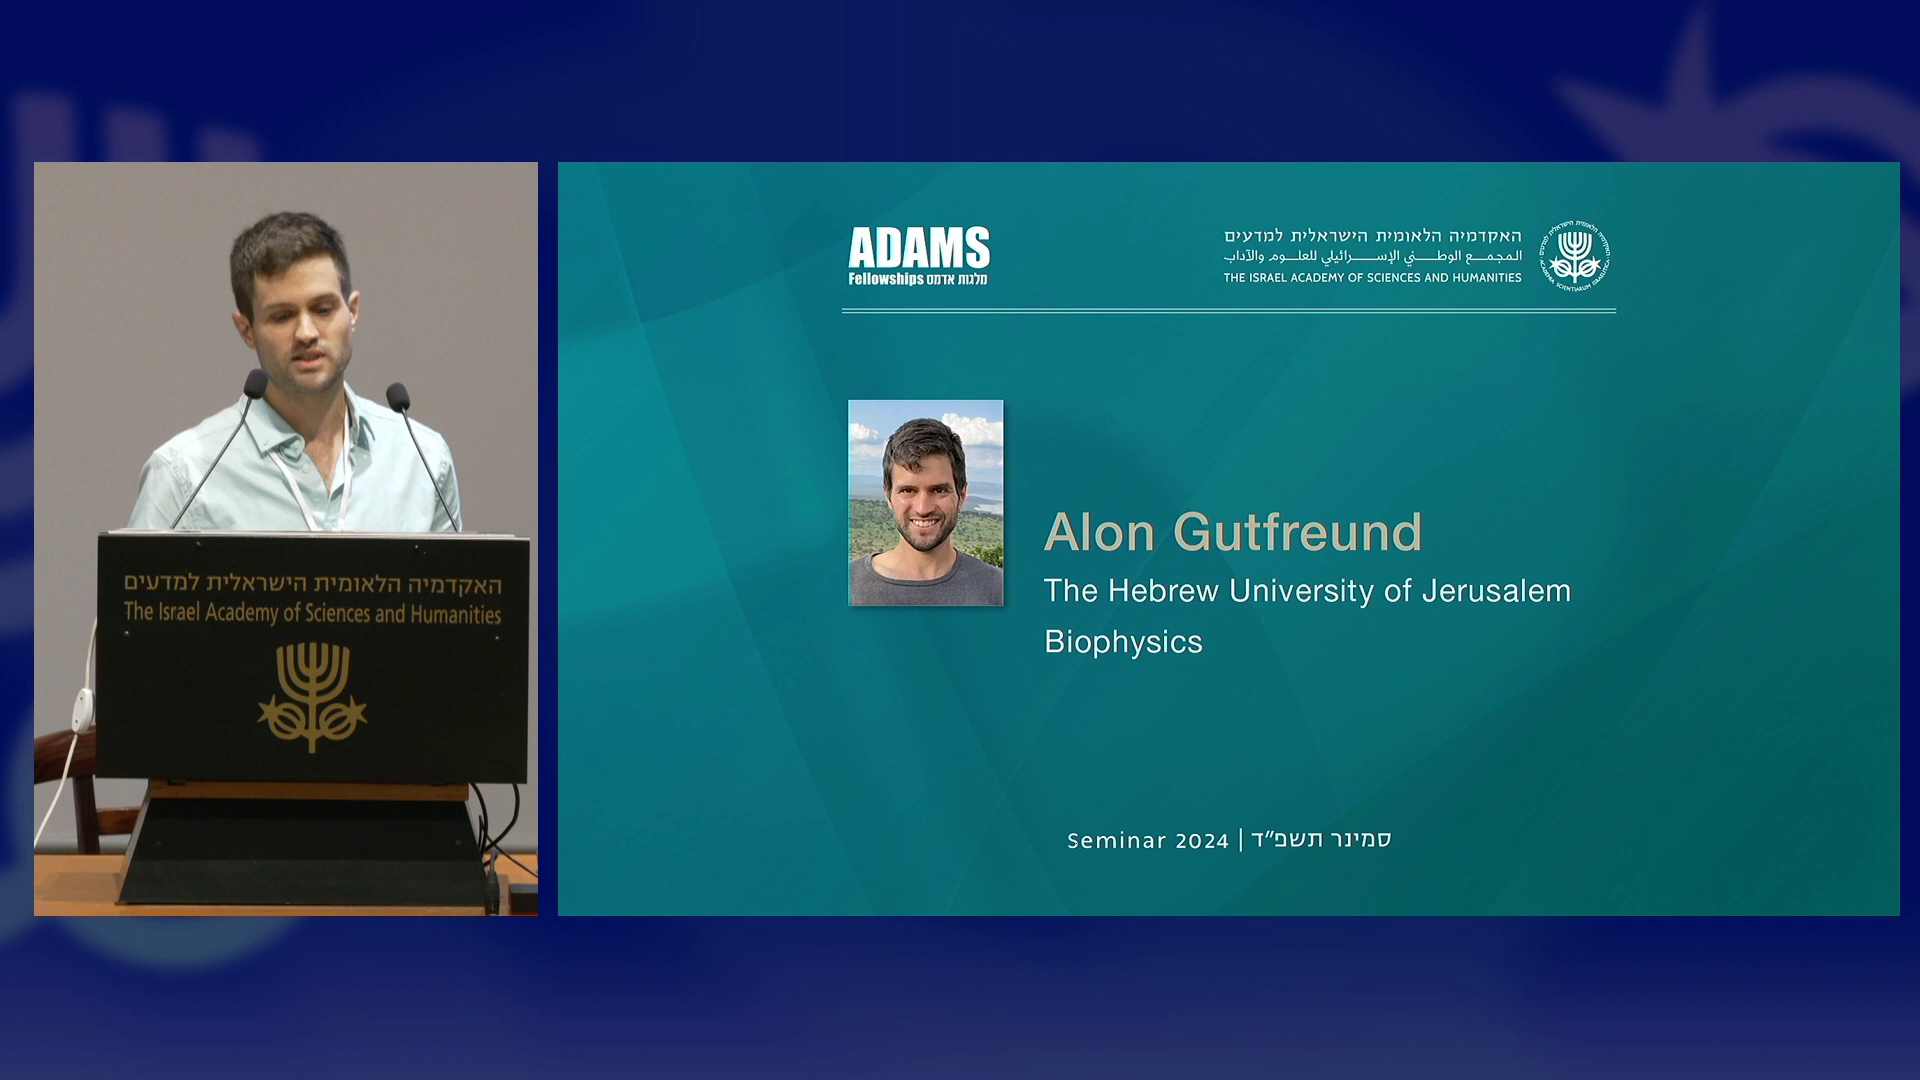 האקדמיה הלאומית הישראלית למדעים
The Israel Academy of Sciences and Humanities
ADAMS
Fellowships מלגות אדמס
האקדמיה הלאומית הישראלית למדעים
المجمع الوطني الإسرائيلي للعلوم والآداب
THE ISRAEL ACADEMY OF SCIENCES AND HUMANITIES
Alon Gutfreund
The Hebrew University of Jerusalem
Biophysics
Seminar 2024 | סמינר תשפ״ד